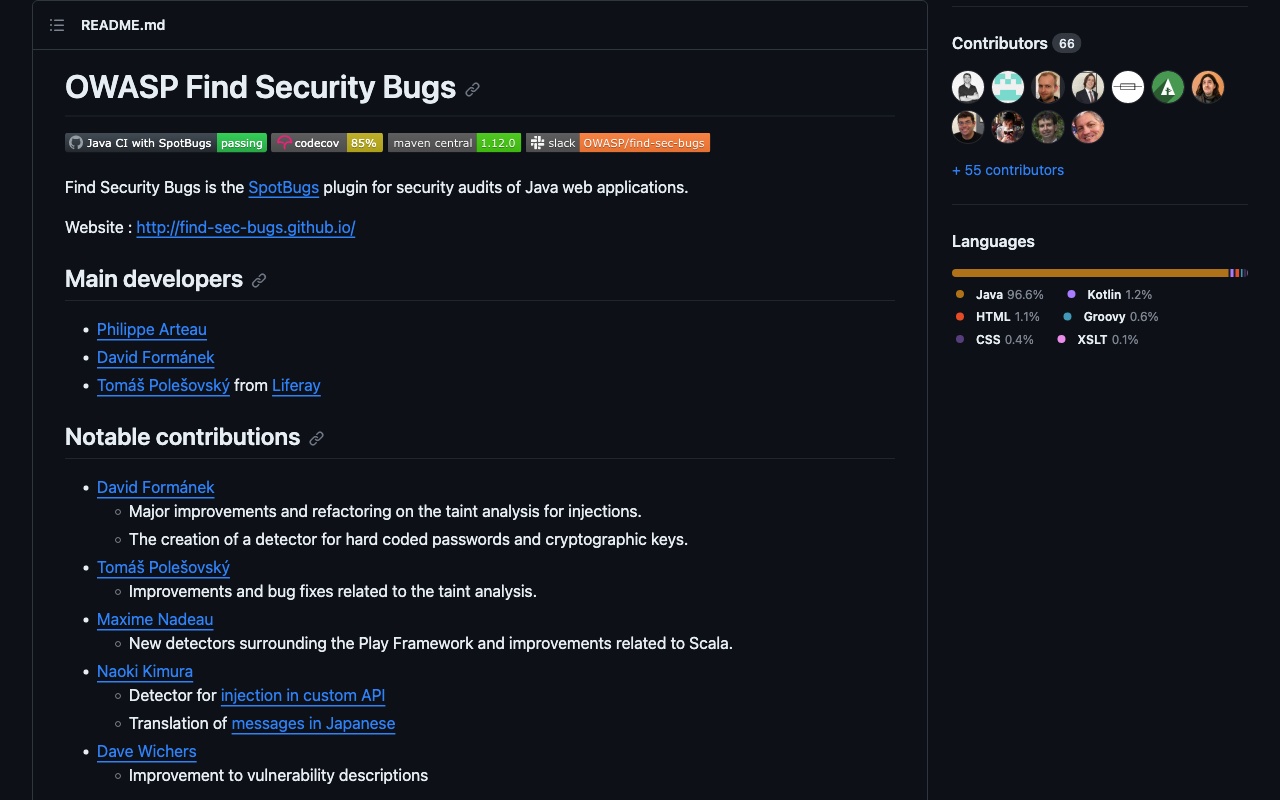 README.md
OWASP Find Security Bugs
Java CI with SpotBugs passing codecov 85% maven central 1.12.0 slack OWASP/find-sec-bugs
Find Security Bugs is the SpotBugs plugin for security audits of Java web applications.
Website : http://find-sec-bugs.github.io/
Main developers
Philippe Arteau
David Formánek
Tomáš Polešovský from Liferay
Notable contributions
David Formánek
Major improvements and refactoring on the taint analysis for injections.
The creation of a detector for hard coded passwords and cryptographic keys.
Tomáš Polešovský
Improvements and bug fixes related to the taint analysis.
Maxime Nadeau
New detectors surrounding the Play Framework and improvements related to Scala.
Naoki Kimura
Detector for injection in custom API
Translation of messages in Japanese
Dave Wichers
Improvement to vulnerability descriptions
Contributors 66
+ 55 contributors
Languages
Java 96.6% Kotlin 1.2%
HTML 1.1% Groovy 0.6%
CSS 0.4% XSLT 0.1%